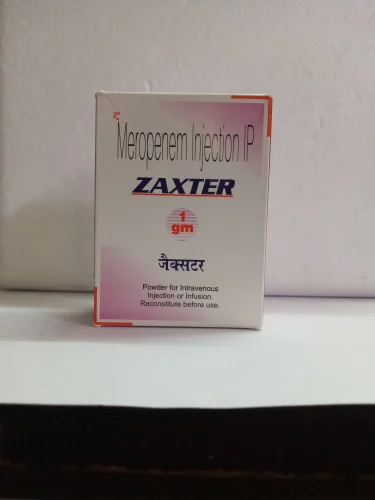 Meropenem Injection IP
ZAXTER
1
gm
जैक्सटर
Powder for Intravenous
Injection or Infusion.
Reconstitute before use.